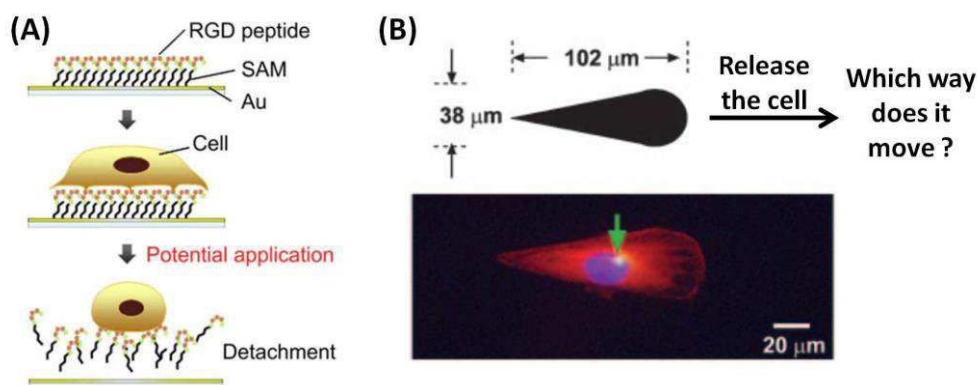 (A)
RGD peptide
SAM
Au
Cell
Potential application
Detachment
(B)
102 μm
38 μm
Release
the cell
Which way
does it
move ?
20 μm